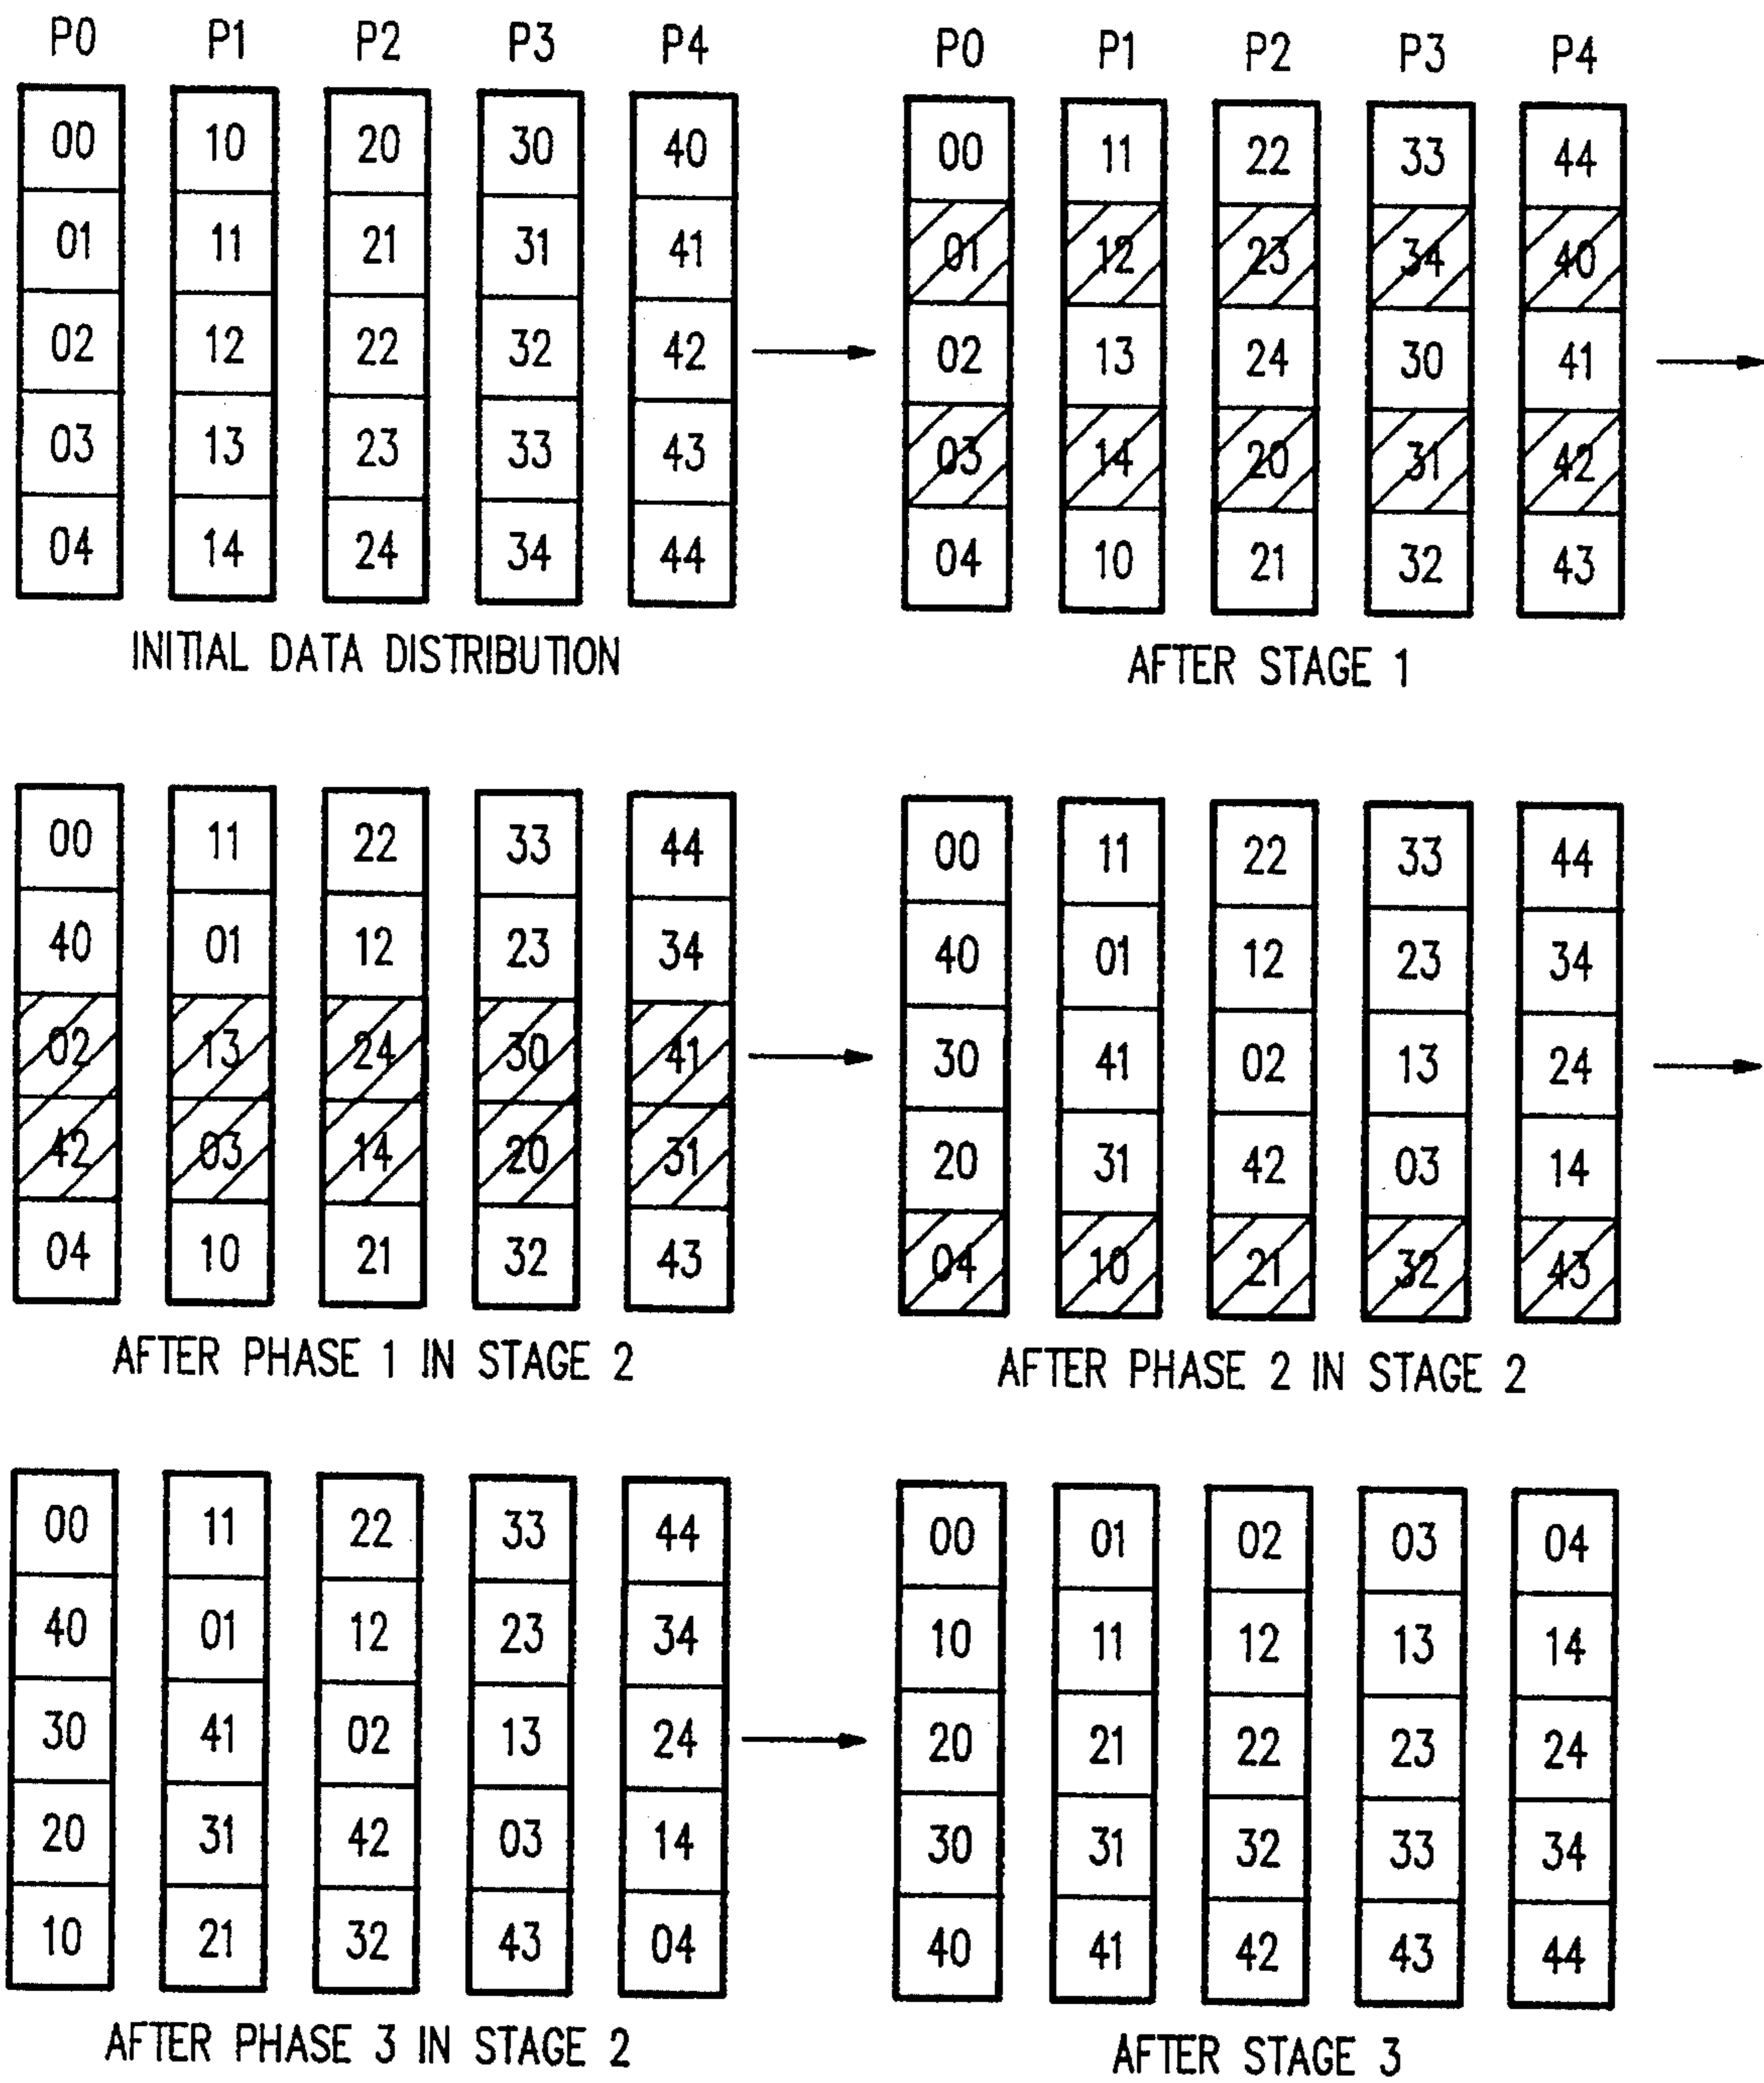 P0 P1 P2 P3 P4
00 10 20 30 40
01 11 21 31 41
02 12 22 32 42
03 13 23 33 43
04 14 24 34 44
INITIAL DATA DISTRIBUTION
P0 P1 P2 P3 P4
00 11 22 33 44
01 12 23 34 40
02 13 24 30 41
03 14 20 31 42
04 10 21 32 43
AFTER STAGE 1
00 11 22 33 44
40 01 12 23 34
02 13 24 30 41
42 03 14 20 31
04 10 21 32 43
AFTER PHASE 1 IN STAGE 2
00 11 22 33 44
40 01 12 23 34
30 41 02 13 24
20 31 42 03 14
04 10 21 32 43
AFTER PHASE 2 IN STAGE 2
00 11 22 33 44
40 01 12 23 34
30 41 02 13 24
20 31 42 03 14
10 21 32 43 04
AFTER PHASE 3 IN STAGE 2
00 01 02 03 04
10 11 12 13 14
20 21 22 23 24
30 31 32 33 34
40 41 42 43 44
AFTER STAGE 3